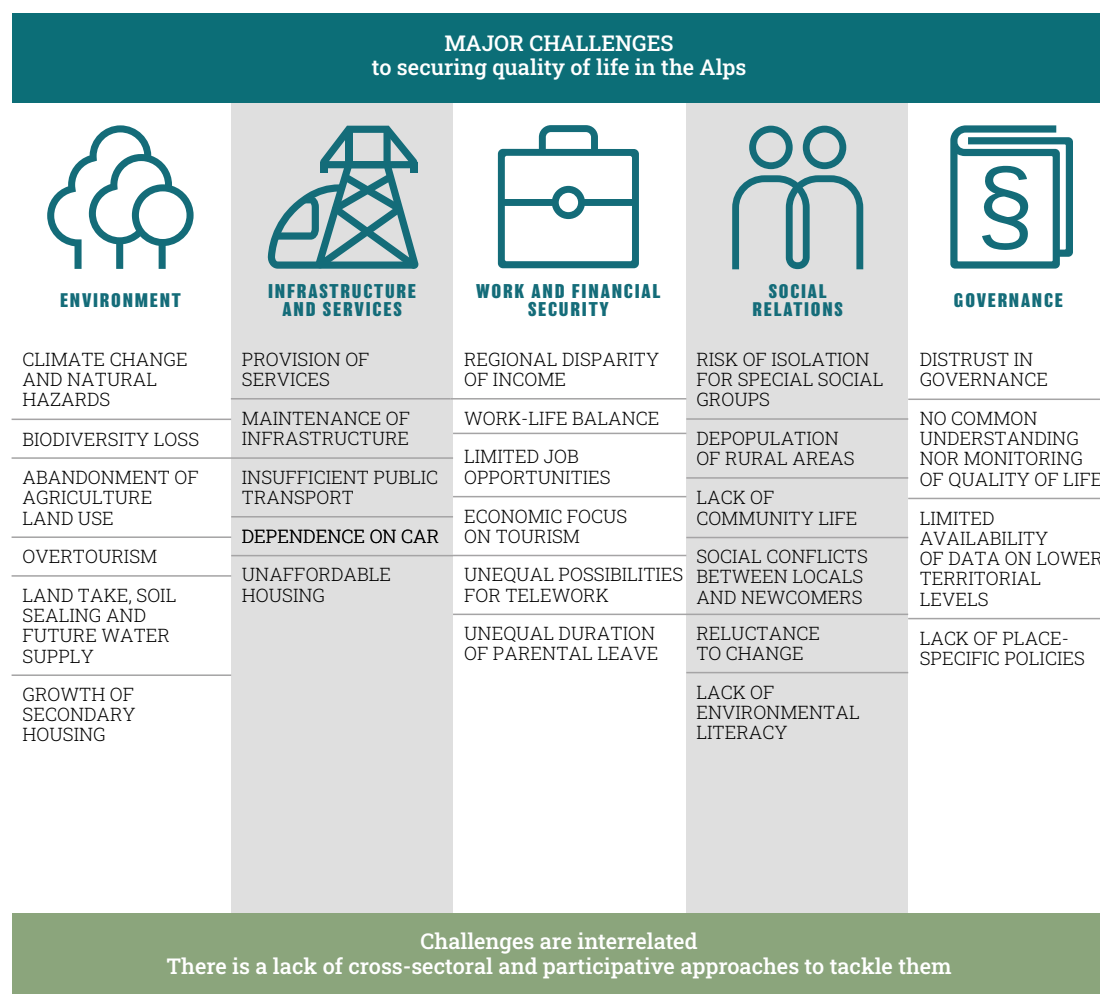 MAJOR CHALLENGES
to securing quality of life in the Alps
ENVIRONMENT
CLIMATE CHANGE
AND NATURAL
HAZARDS
BIODIVERSITY LOSS
ABANDONMENT OF
AGRICULTURE
LAND USE
OVERTOURISM
LAND TAKE, SOIL
SEALING AND
FUTURE WATER
SUPPLY
GROWTH OF
SECONDARY
HOUSING
INFRASTRUCTURE
AND SERVICES
PROVISION OF
SERVICES
MAINTENANCE OF
INFRASTRUCTURE
INSUFFICIENT PUBLIC
TRANSPORT
DEPENDENCE ON CAR
UNAFFORDABLE
HOUSING
WORK AND FINANCIAL
SECURITY
REGIONAL DISPARITY
OF INCOME
WORK-LIFE BALANCE
LIMITED JOB
OPPORTUNITIES
ECONOMIC FOCUS
ON TOURISM
UNEQUAL POSSIBILITIES
FOR TELEWORK
UNEQUAL DURATION
OF PARENTAL LEAVE
SOCIAL
RELATIONS
RISK OF ISOLATION
FOR SPECIAL SOCIAL
GROUPS
DEPOPULATION
OF RURAL AREAS
LACK OF
COMMUNITY LIFE
SOCIAL CONFLICTS
BETWEEN LOCALS
AND NEWCOMERS
RELUCTANCE
TO CHANGE
LACK OF
ENVIRONMENTAL
LITERACY
§
GOVERNANCE
DISTRUST IN
GOVERNANCE
NO COMMON
UNDERSTANDING
NOR MONITORING
OF QUALITY OF LIFE
LIMITED
AVAILABILITY
OF DATA ON LOWER
TERRITORIAL
LEVELS
LACK OF PLACE-
SPECIFIC POLICIES
Challenges are interrelated
There is a lack of cross-sectoral and participative approaches to tackle them